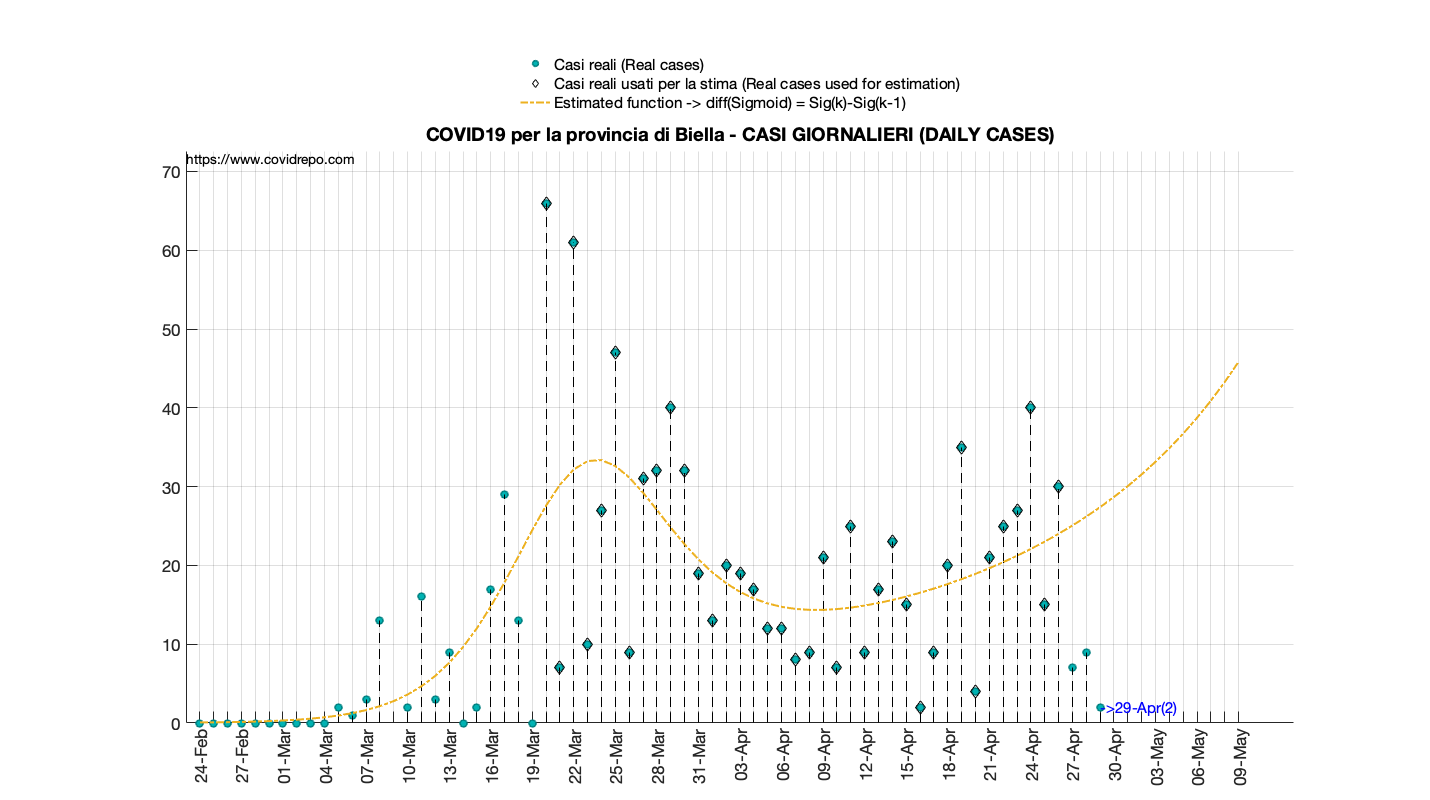 Casi reali (Real cases)
Casi reali usati per la stima (Real cases used for estimation)
Estimated function -> diff(Sigmoid) = Sig(k)-Sig(k-1)
COVID19 per la provincia di Biella - CASI GIORNALIERI (DAILY CASES)
https://www.covidrepo.com
70
60
50
40
30
20
10
0
->29-Apr(2)
24-Feb
27-Feb
01-Mar
04-Mar
07-Mar
10-Mar
13-Mar
16-Mar
19-Mar
22-Mar
25-Mar
28-Mar
31-Mar
03-Apr
06-Apr
09-Apr
12-Apr
15-Apr
18-Apr
21-Apr
24-Apr
27-Apr
30-Apr
03-May
06-May
09-May